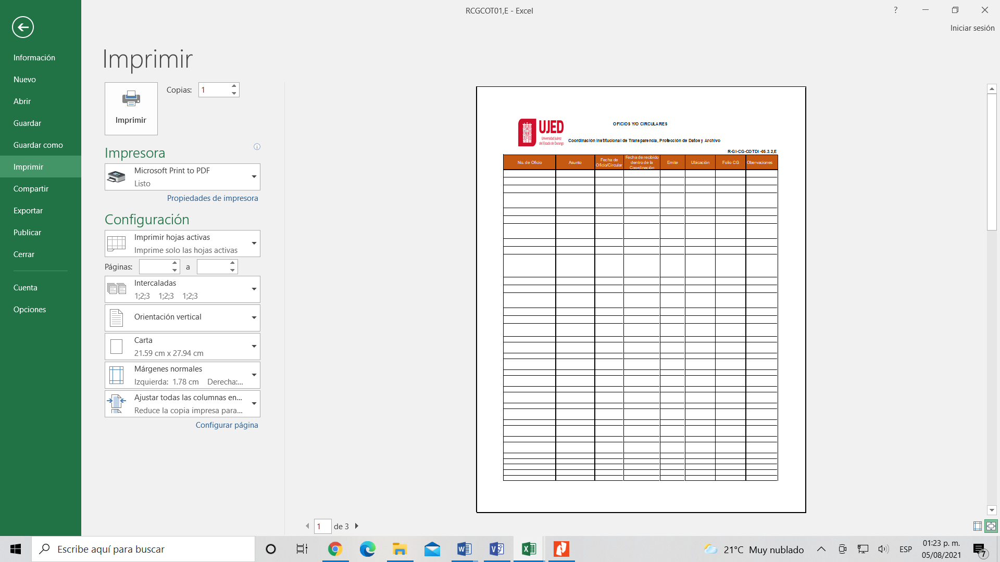 RCGCOT01,E - Excel
?
Iniciar sesión
Información
Nuevo
Abrir
Guardar
Guardar como
Imprimir
Compartir
Exportar
Publicar
Cerrar
Cuenta
Opciones
Imprimir
Imprimir
Copias: 1
Impresora
Microsoft Print to PDF
Listo
Propiedades de impresora
Configuración
Imprimir hojas activas
Imprime solo las hojas activas
Páginas: a
Intercaladas
1;2;3 1;2;3 1;2;3
Orientación vertical
Carta
21.59 cm x 27.94 cm
Márgenes normales
Izquierda: 1.78 cm Derecha:...
Ajustar todas las columnas en...
Reduce la copia impresa para...
Configurar página
UJED
Universidad Juárez
del Estado de Durango
OFICIOS Y/O CIRCULARES
Coordinación Institucional de Transparencia, Protección de Datos y Archivo
R-GI-CG-COTDI -05.3.2,E
No. de Oficio
Asunto
Fecha de
Oficio/Circular
Fecha de recibido
dentro de la
Coordinación
Emite
Ubicación
Folio CG
Obervaciones
1 de 3
Escribe aquí para buscar
21°C Muy nublado
ESP
01:23 p. m.
05/08/2021
7